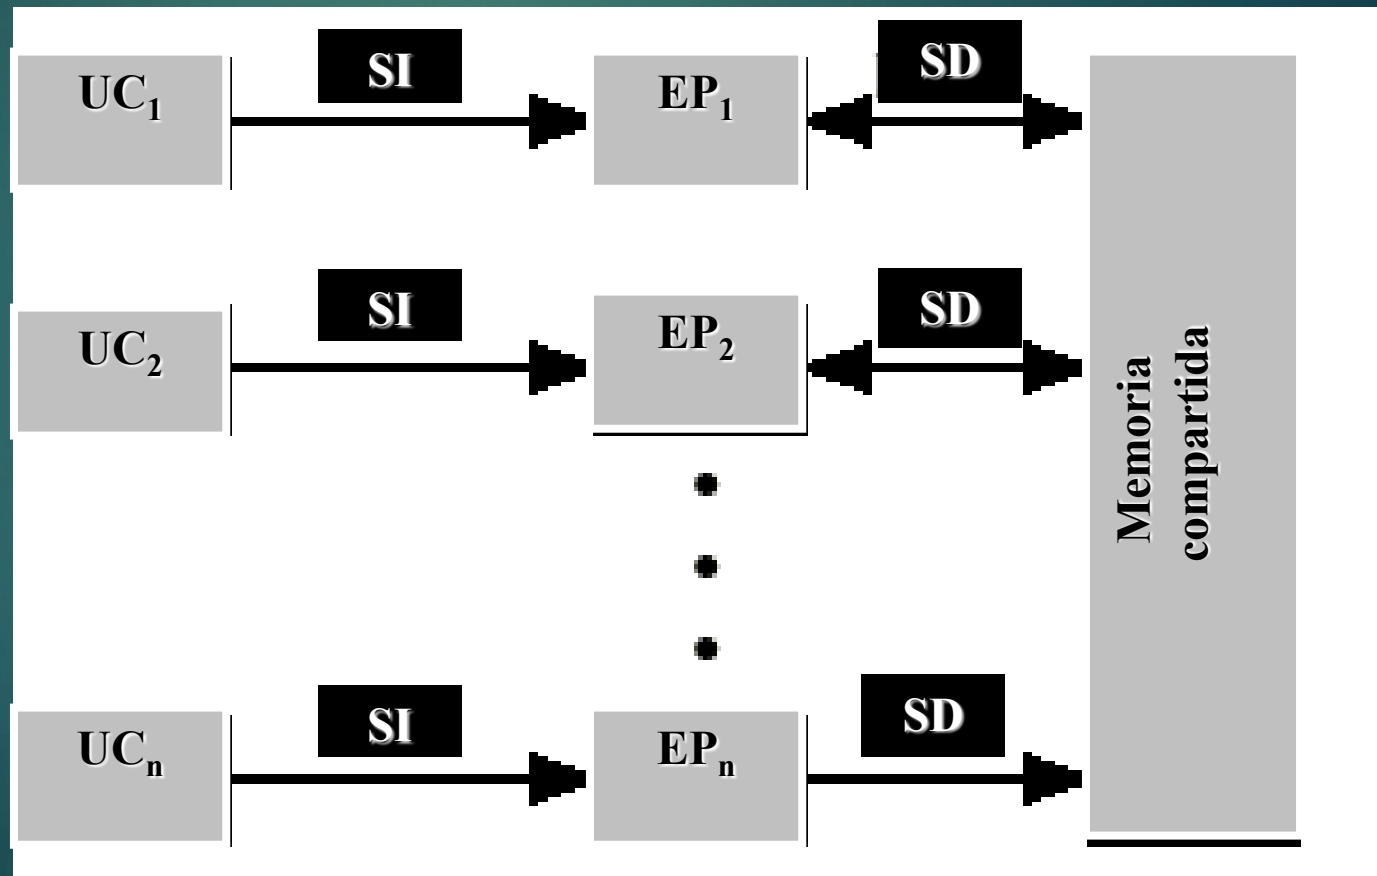 UC1 SI EP1 SD
UC2 SI EP2 SD
Memoria
compartida
UCn SI EPn SD